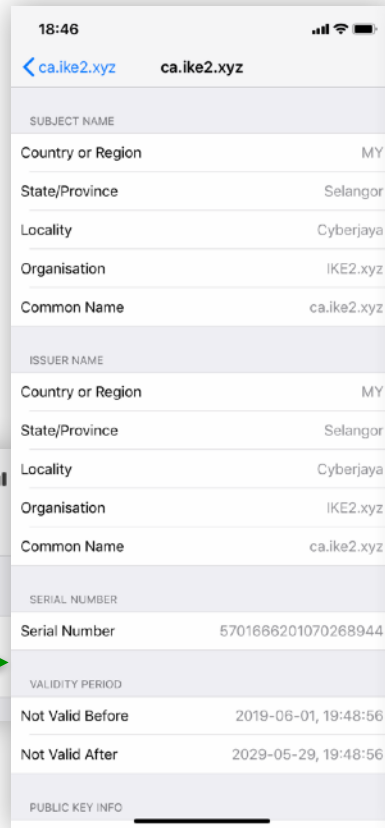 18:46
ca.ike2.xyz ca.ike2.xyz
SUBJECT NAME
Country or Region MY
State/Province Selangor
Locality Cyberjaya
Organisation IKE2.xyz
Common Name ca.ike2.xyz
ISSUER NAME
Country or Region MY
State/Province Selangor
Locality Cyberjaya
Organisation IKE2.xyz
Common Name ca.ike2.xyz
SERIAL NUMBER
Serial Number 5701666201070268944
VALIDITY PERIOD
Not Valid Before 2019-06-01, 19:48:56
Not Valid After 2029-05-29, 19:48:56
PUBLIC KEY INFO